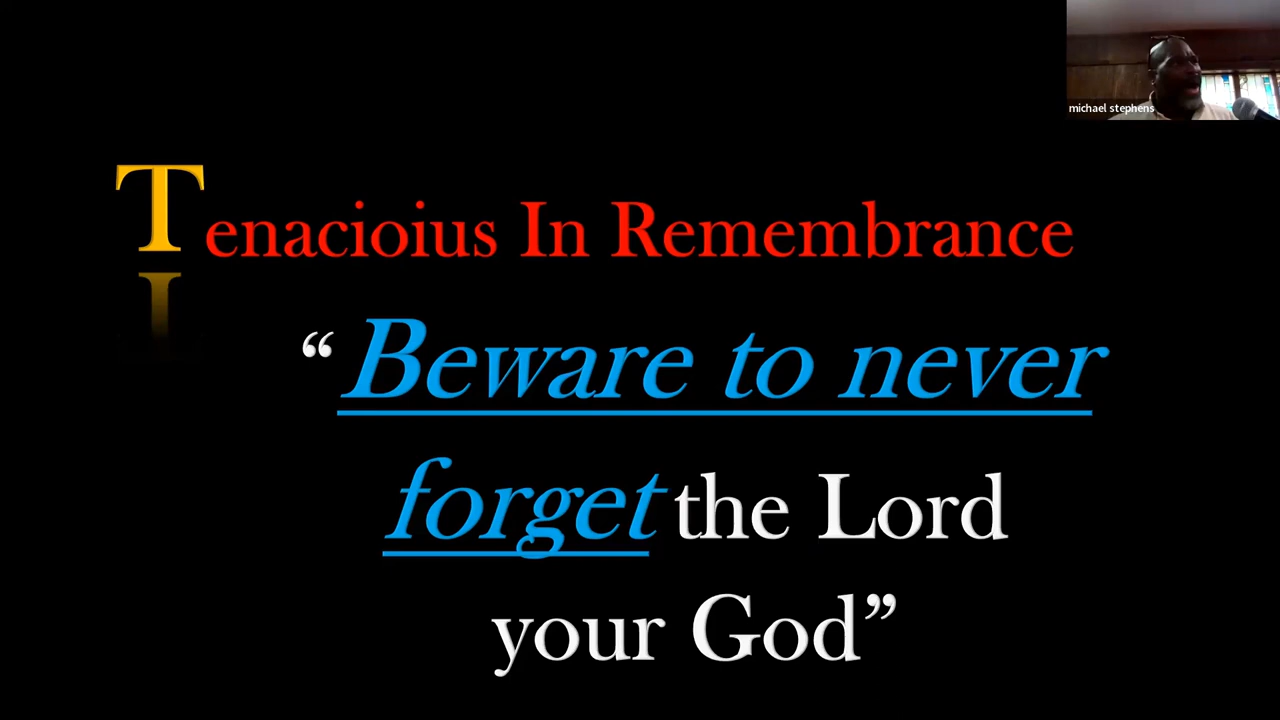 michael stephens
Tenacioius In Remembrance
“Beware to never
forget the Lord
your God”